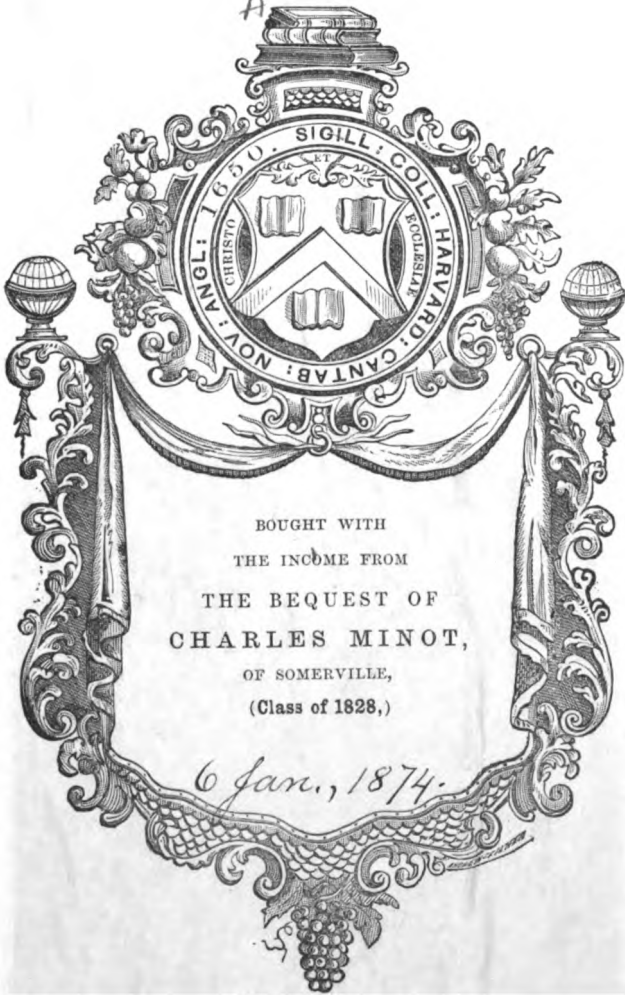 A
1650. SIGILL: COLL: HARVARD: CANTAB: NOV: ANGL:
ET
CHRISTO
ECCLESIAE
BOUGHT WITH
THE INCOME FROM
THE BEQUEST OF
CHARLES MINOT,
OF SOMERVILLE,
(Class of 1828,)
6 Jan., 1874.